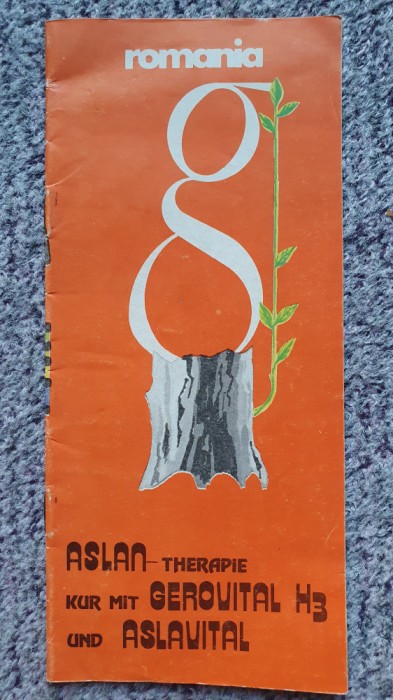 romania
g
ASLAN-THERAPIE
KUR MIT GEROVITAL H3
UND ASLAVITAL